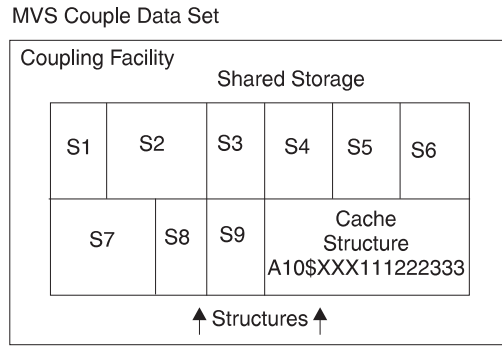 MVS Couple Data Set
Coupling Facility
Shared Storage
S1 S2 S3 S4 S5 S6
S7 S8 S9 Cache
Structure
A10$XXX111222333
Structures